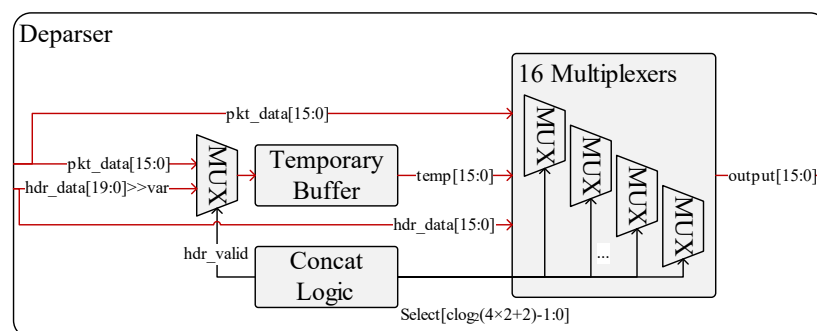 Deparser
16 Multiplexers
pkt_data[15:0]
MUX
MUX
MUX
MUX
MUX
pkt_data[15:0]
hdr_data[19:0]>>var
Temporary
Buffer
temp[15:0]
output[15:0]
hdr_data[15:0]
hdr_valid
Concat
Logic
...
Select[clog₂(4×2+2)-1:0]